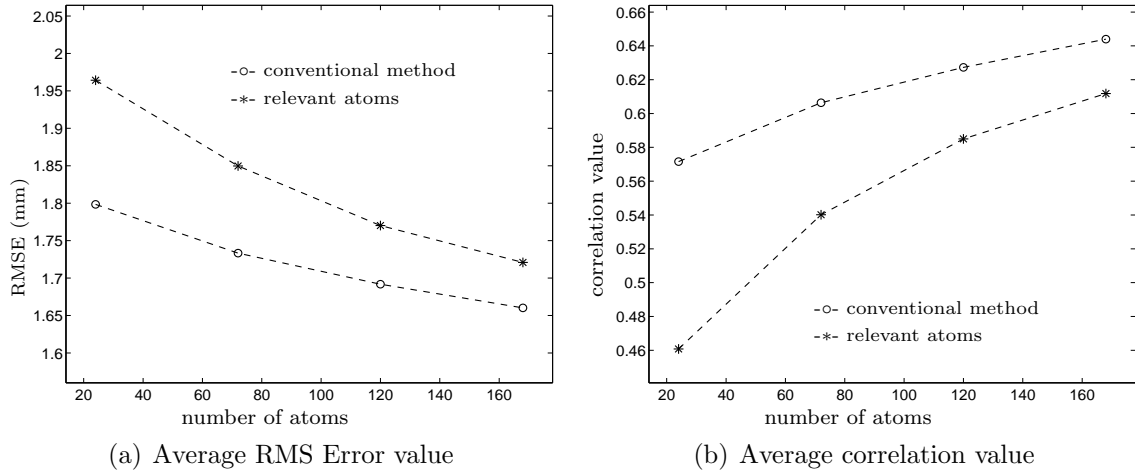 2.05
2
1.95
1.9
1.85
1.8
1.75
1.7
1.65
1.6
RMSE (mm)
conventional method
relevant atoms
20 40 60 80 100 120 140 160
number of atoms
(a) Average RMS Error value
0.66
0.64
0.62
0.6
0.58
0.56
0.54
0.52
0.5
0.48
0.46
correlation value
conventional method
relevant atoms
20 40 60 80 100 120 140 160
number of atoms
(b) Average correlation value